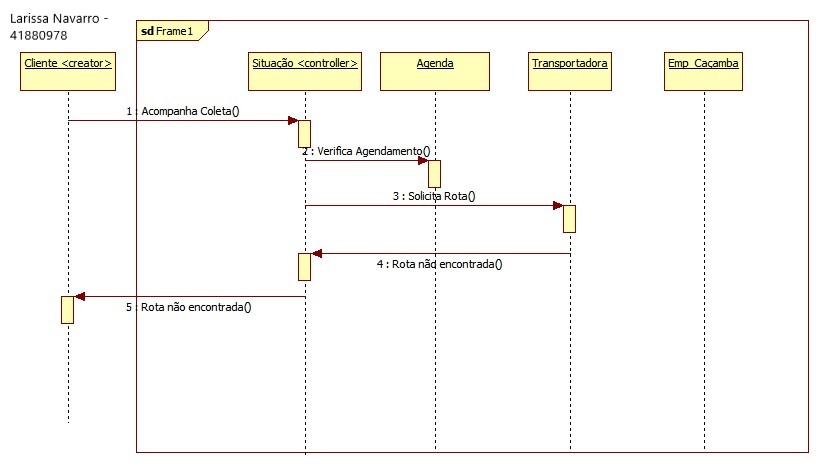 Larissa Navarro -
41880978
sd Frame1
Cliente <creator>
Situação <controller>
Agenda
Transportadora
Emp_Caçamba
1 : Acompanha Coleta()
2 : Verifica Agendamento()
3 : Solicita Rota()
4 : Rota não encontrada()
5 : Rota não encontrada()